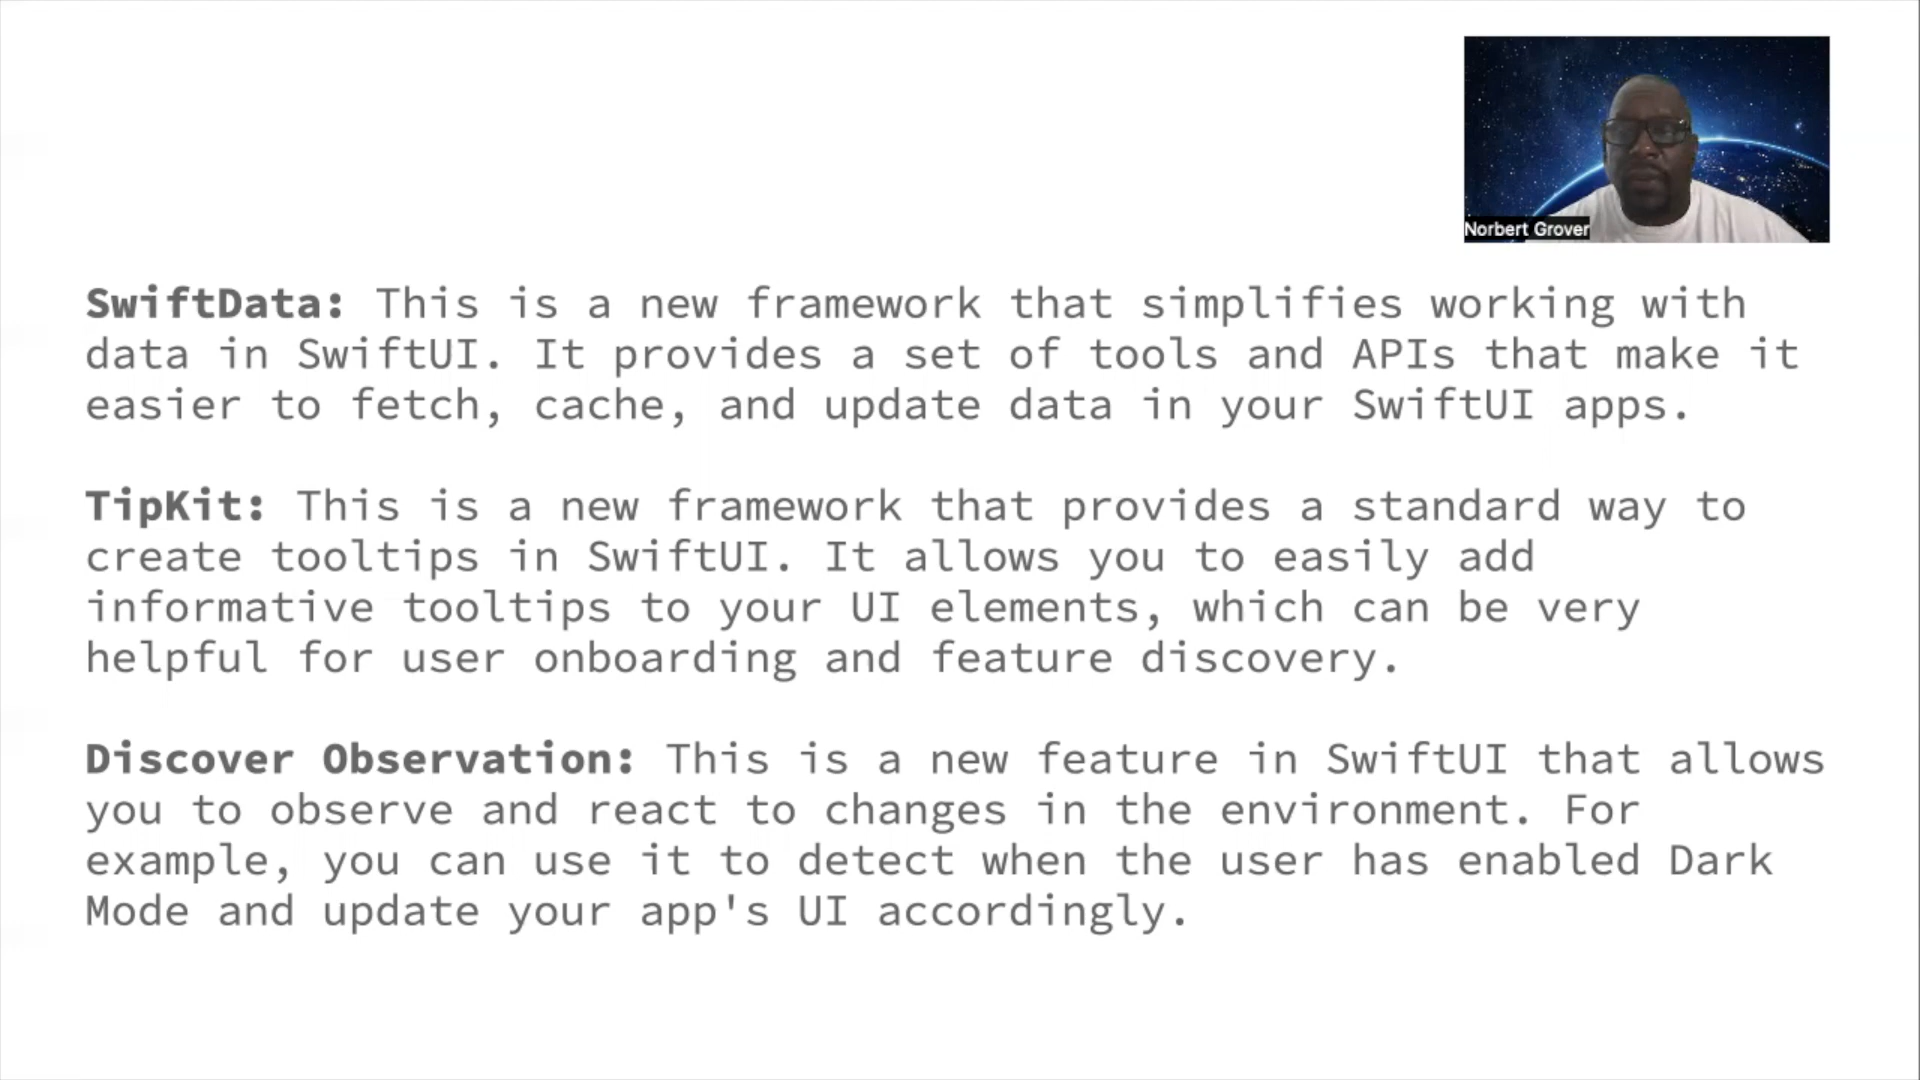 Norbert Grover
SwiftData: This is a new framework that simplifies working with
data in SwiftUI. It provides a set of tools and APIs that make it
easier to fetch, cache, and update data in your SwiftUI apps.
TipKit: This is a new framework that provides a standard way to
create tooltips in SwiftUI. It allows you to easily add
informative tooltips to your UI elements, which can be very
helpful for user onboarding and feature discovery.
Discover Observation: This is a new feature in SwiftUI that allows
you to observe and react to changes in the environment. For
example, you can use it to detect when the user has enabled Dark
Mode and update your app's UI accordingly.